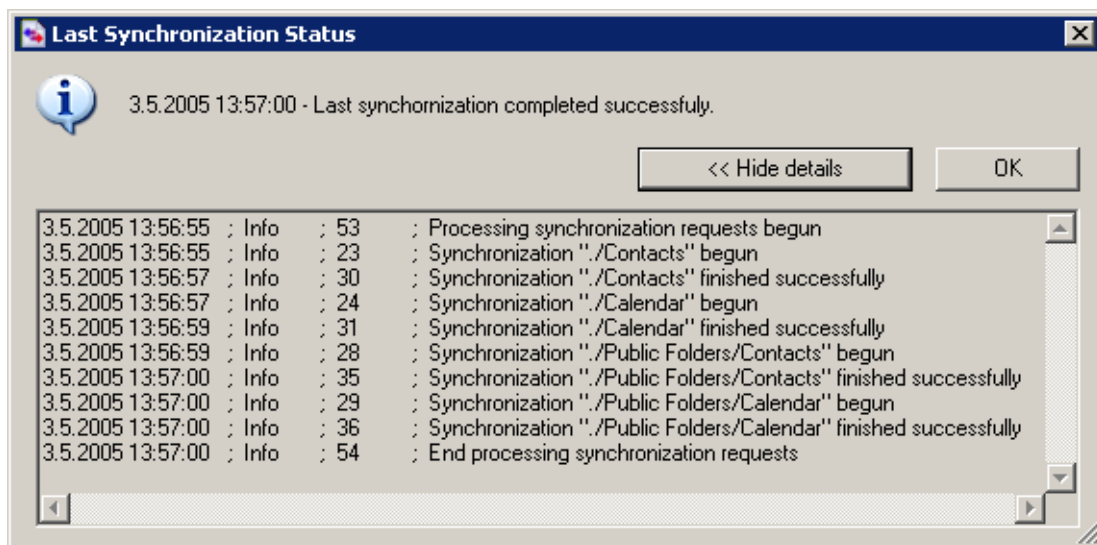 Last Synchronization Status
3.5.2005 13:57:00 - Last synchornization completed successfuly.
<< Hide details
OK
3.5.2005 13:56:55 ; Info ; 53 ; Processing synchronization requests begun
3.5.2005 13:56:55 ; Info ; 23 ; Synchronization "./Contacts" begun
3.5.2005 13:56:57 ; Info ; 30 ; Synchronization "./Contacts" finished successfully
3.5.2005 13:56:57 ; Info ; 24 ; Synchronization "./Calendar" begun
3.5.2005 13:56:59 ; Info ; 31 ; Synchronization "./Calendar" finished successfully
3.5.2005 13:56:59 ; Info ; 28 ; Synchronization "./Public Folders/Contacts" begun
3.5.2005 13:57:00 ; Info ; 35 ; Synchronization "./Public Folders/Contacts" finished successfully
3.5.2005 13:57:00 ; Info ; 29 ; Synchronization "./Public Folders/Calendar" begun
3.5.2005 13:57:00 ; Info ; 36 ; Synchronization "./Public Folders/Calendar" finished successfully
3.5.2005 13:57:00 ; Info ; 54 ; End processing synchronization requests